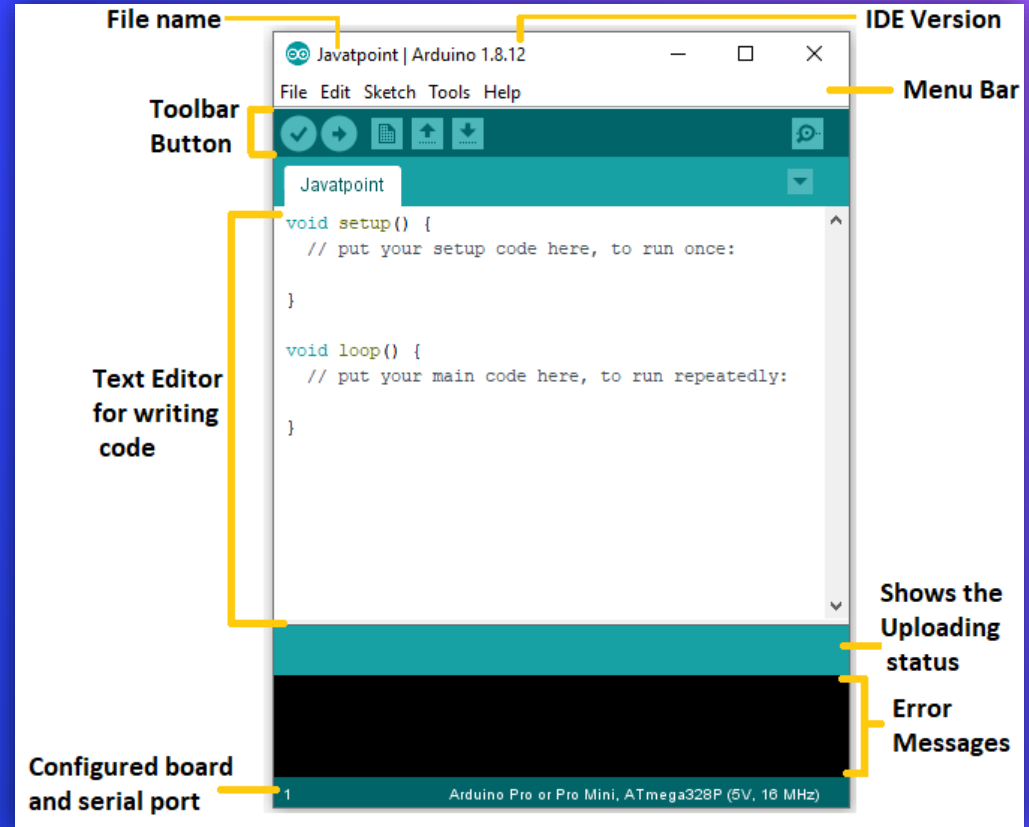 File name
IDE Version
Javatpoint | Arduino 1.8.12
File Edit Sketch Tools Help
Menu Bar
Toolbar
Button
Javatpoint
void setup() {
// put your setup code here, to run once:
}
void loop() {
// put your main code here, to run repeatedly:
}
Text Editor
for writing
code
Shows the
Uploading
status
Error
Messages
Configured board
and serial port
1
Arduino Pro or Pro Mini, ATmega328P (5V, 16 MHz)